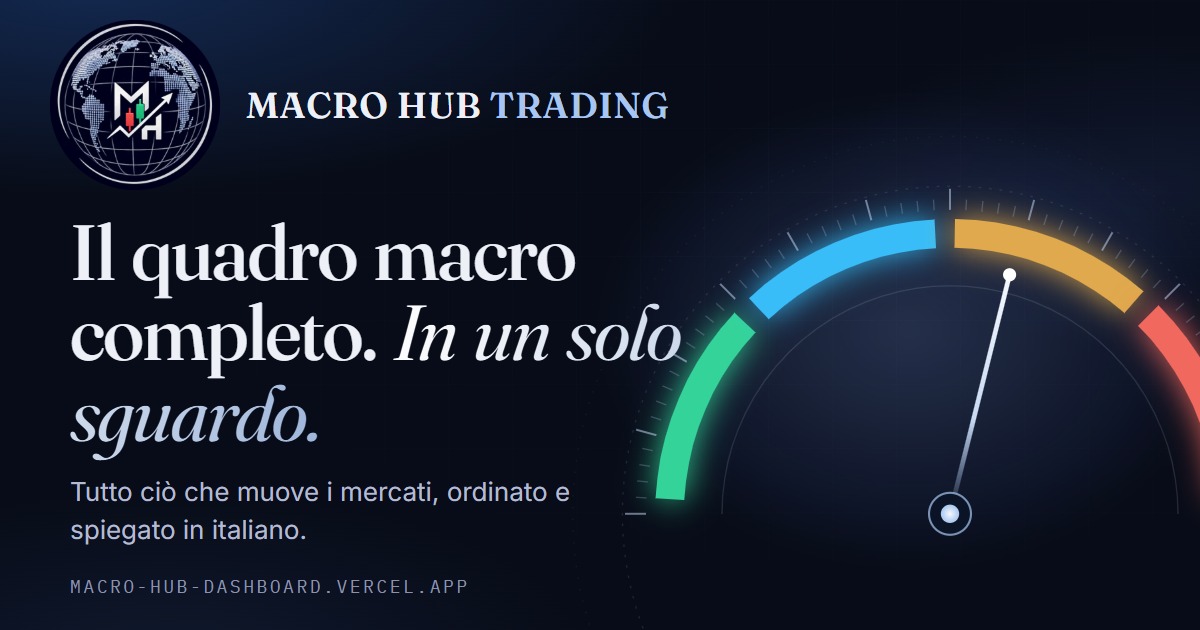 MH
MACRO HUB TRADING
Il quadro macro
completo. In un solo
sguardo.
Tutto ciò che muove i mercati, ordinato e
spiegato in italiano.
MACRO-HUB-DASHBOARD.VERCEL.APP